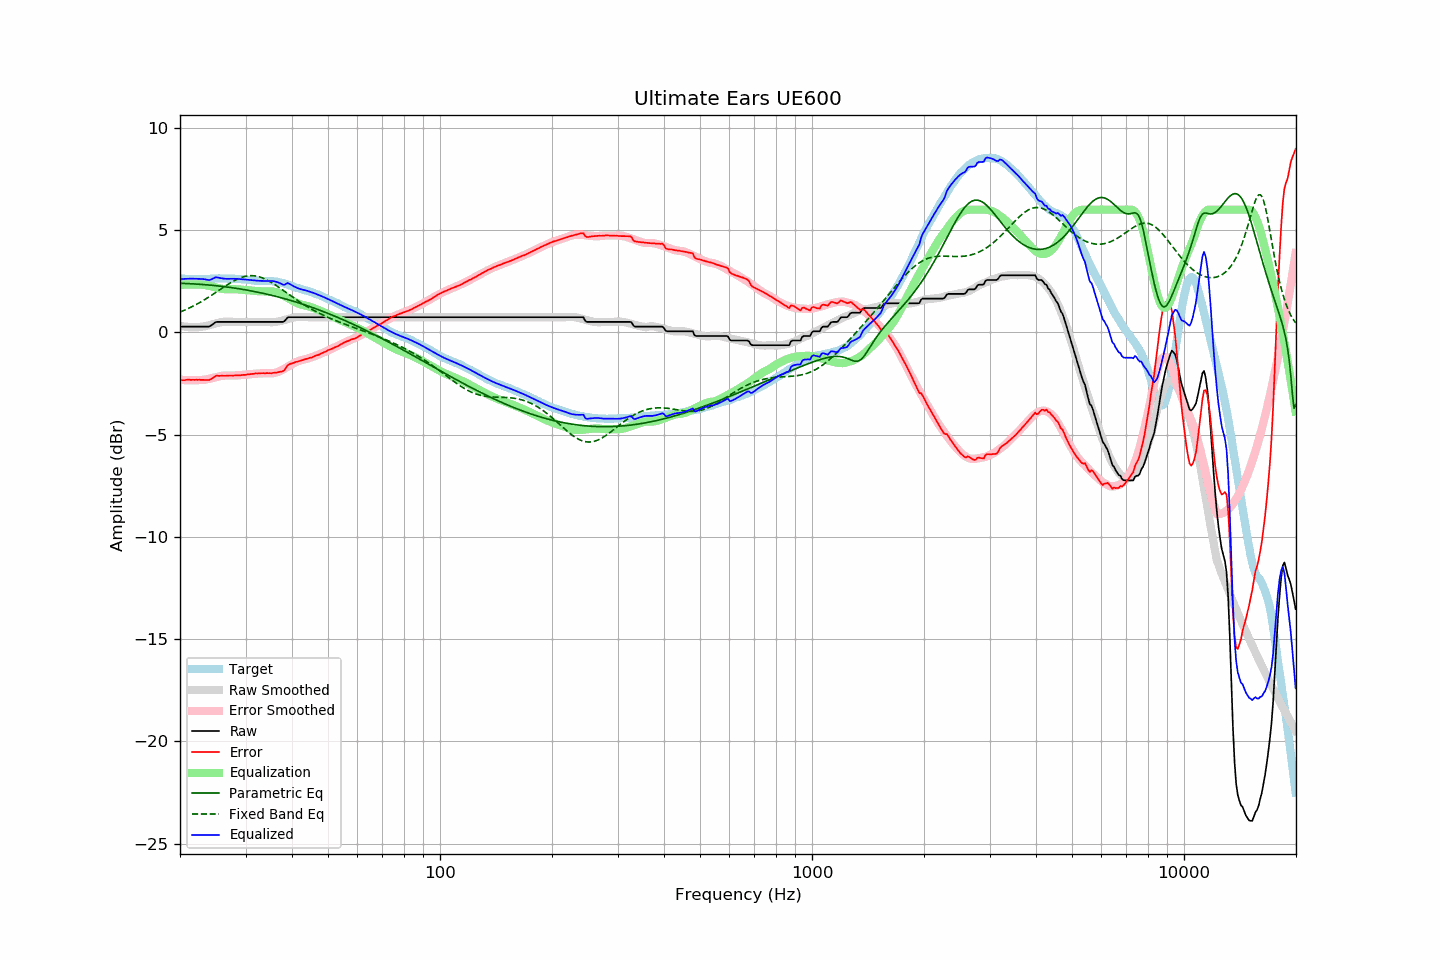 Ultimate Ears UE600
Amplitude (dBr)
10
5
0
−5
−10
−15
−20
−25
Target
Raw Smoothed
Error Smoothed
Raw
Error
Equalization
Parametric Eq
Fixed Band Eq
Equalized
100
1000
10000
Frequency (Hz)